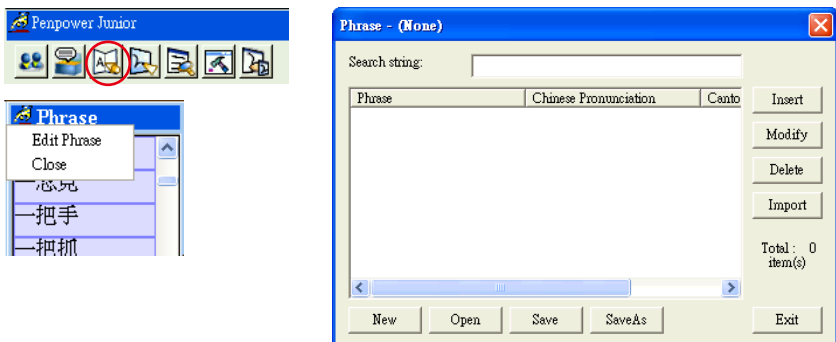 Penpower Junior
Phrase
Edit Phrase
Close
一把手
一把抓
Phrase - (None)
Search string:
Phrase Chinese Pronunciation Canto
Insert
Modify
Delete
Import
Total : 0
item(s)
New Open Save SaveAs Exit